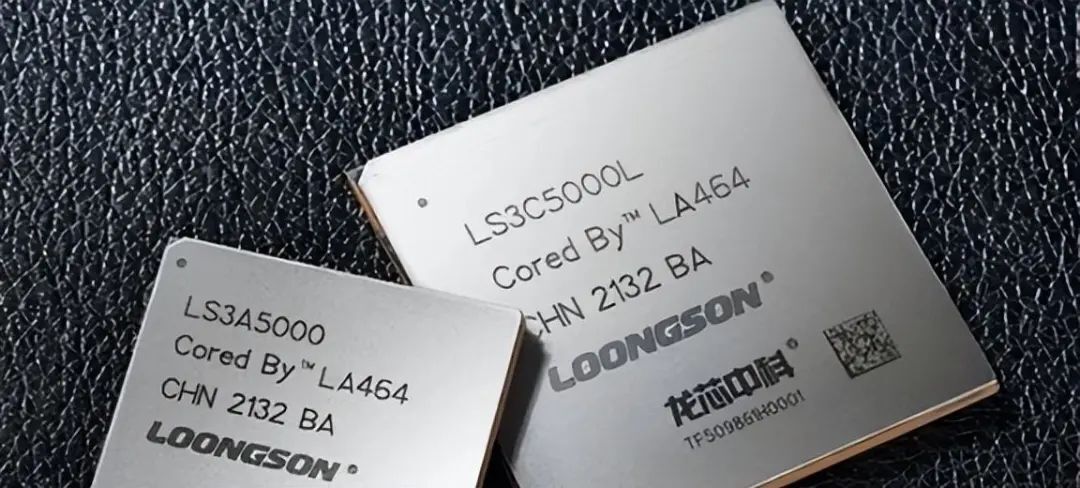 LS3A5000
Cored By™ LA464
CHN 2132 BA
LOONGSON®
LS3C5000L
Cored By™ LA464
CHN 2132 BA
LOONGSON®
龙芯中科®